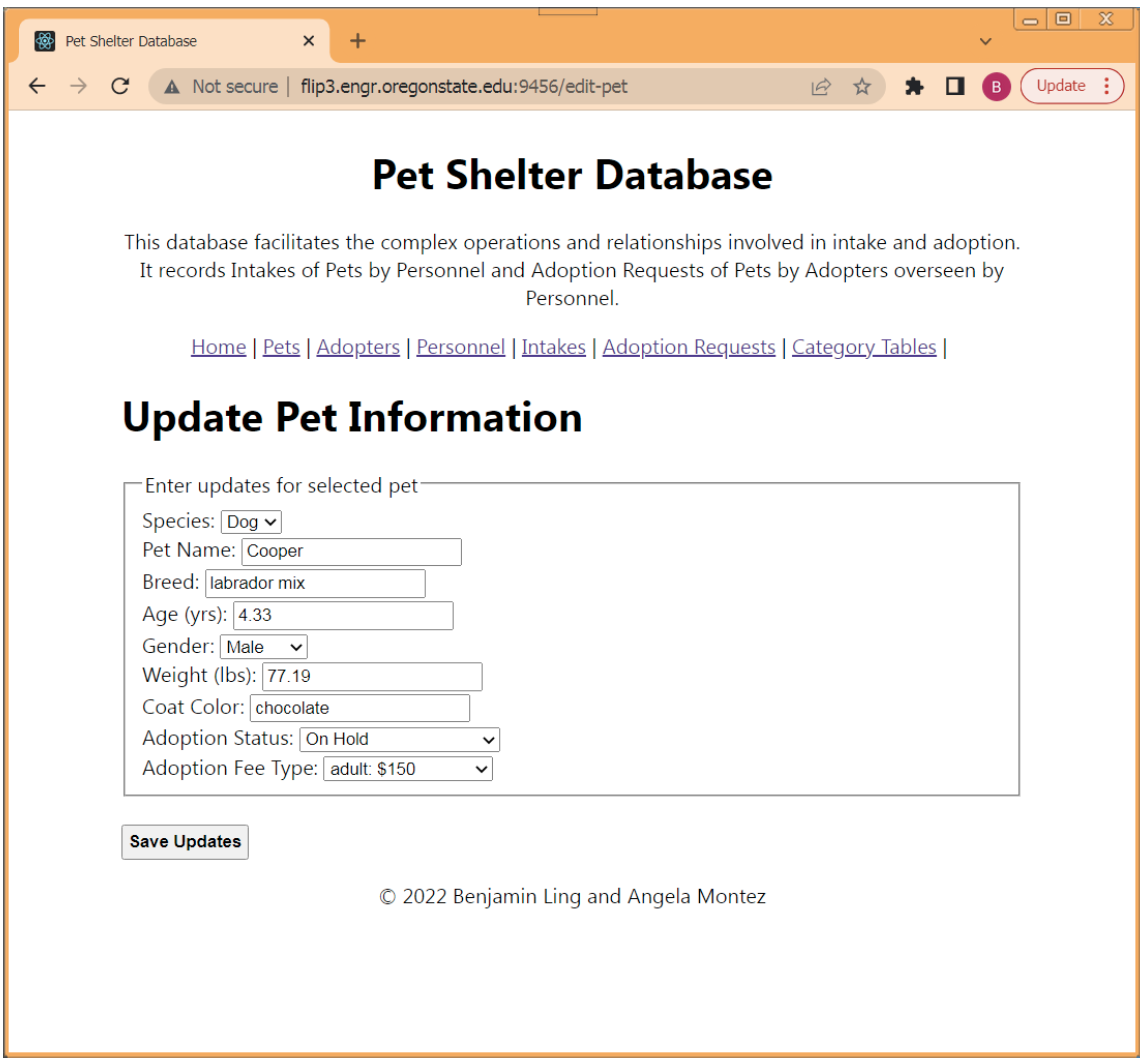 Pet Shelter Database
Not secure | flip3.engr.oregonstate.edu:9456/edit-pet
B
Update
Pet Shelter Database
This database facilitates the complex operations and relationships involved in intake and adoption.
It records Intakes of Pets by Personnel and Adoption Requests of Pets by Adopters overseen by
Personnel.
Home | Pets | Adopters | Personnel | Intakes | Adoption Requests | Category Tables |
Update Pet Information
Enter updates for selected pet
Species: Dog
Pet Name: Cooper
Breed: labrador mix
Age (yrs): 4.33
Gender: Male
Weight (lbs): 77.19
Coat Color: chocolate
Adoption Status: On Hold
Adoption Fee Type: adult: $150
Save Updates
© 2022 Benjamin Ling and Angela Montez